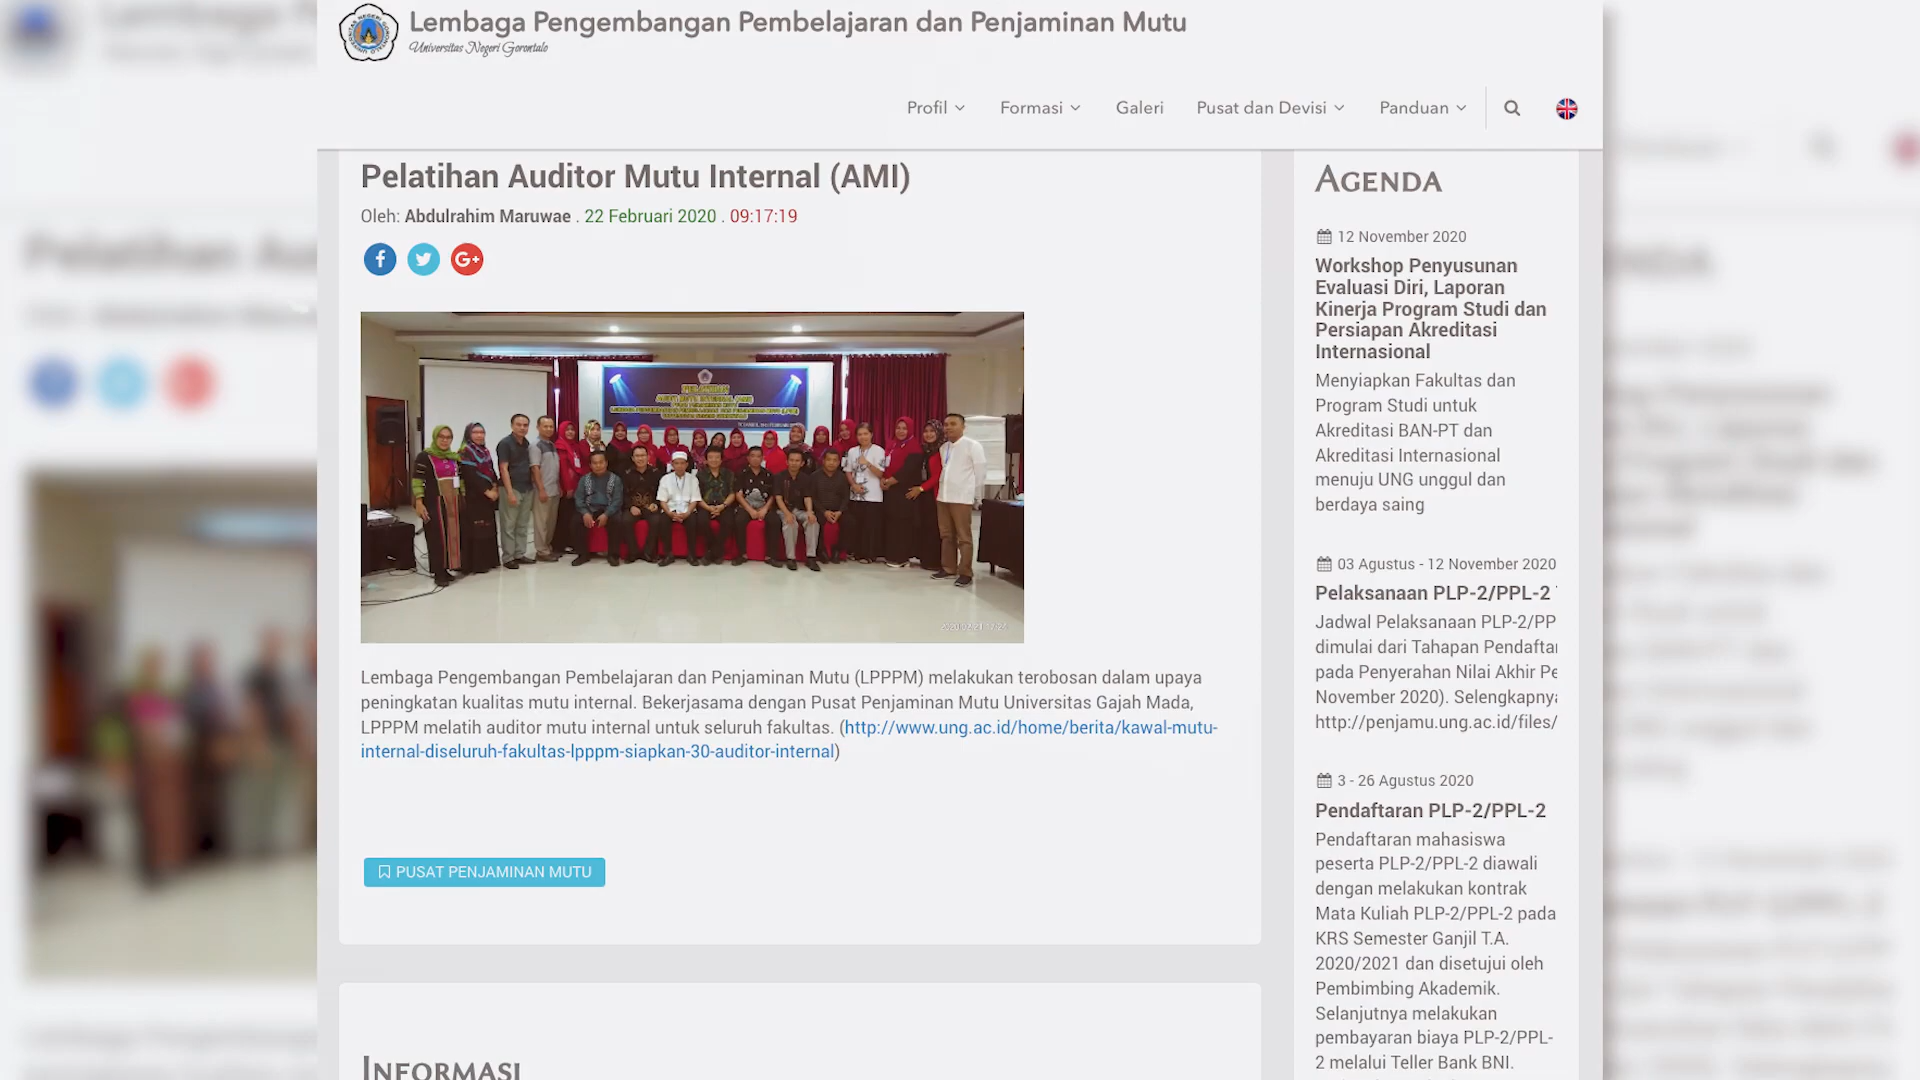 Lembaga Pengembangan Pembelajaran dan Penjaminan Mutu
Universitas Negeri Gorontalo
Profil
Formasi
Galeri
Pusat dan Devisi
Panduan
Pelatihan Auditor Mutu Internal (AMI)
Oleh: Abdulrahim Maruwae . 22 Februari 2020 . 09:17:19
Lembaga Pengembangan Pembelajaran dan Penjaminan Mutu (LPPPM) melakukan terobosan dalam upaya
peningkatan kualitas mutu internal. Bekerjasama dengan Pusat Penjaminan Mutu Universitas Gajah Mada,
LPPPM melatih auditor mutu internal untuk seluruh fakultas. (http://www.ung.ac.id/home/berita/kawal-mutu-
internal-diseluruh-fakultas-lpppm-siapkan-30-auditor-internal)
PUSAT PENJAMINAN MUTU
INFORMASI
AGENDA
12 November 2020
Workshop Penyusunan
Evaluasi Diri, Laporan
Kinerja Program Studi dan
Persiapan Akreditasi
Internasional
Menyiapkan Fakultas dan
Program Studi untuk
Akreditasi BAN-PT dan
Akreditasi Internasional
menuju UNG unggul dan
berdaya saing
03 Agustus - 12 November 2020
Pelaksanaan PLP-2/PPL-2
Jadwal Pelaksanaan PLP-2/PP
dimulai dari Tahapan Pendaftar
pada Penyerahan Nilai Akhir Pe
November 2020). Selengkapnya
http://penjamu.ung.ac.id/files/
3 - 26 Agustus 2020
Pendaftaran PLP-2/PPL-2
Pendaftaran mahasiswa
peserta PLP-2/PPL-2 diawali
dengan melakukan kontrak
Mata Kuliah PLP-2/PPL-2 pada
KRS Semester Ganjil T.A.
2020/2021 dan disetujui oleh
Pembimbing Akademik.
Selanjutnya melakukan
pembayaran biaya PLP-2/PPL-
2 melalui Teller Bank BNI.